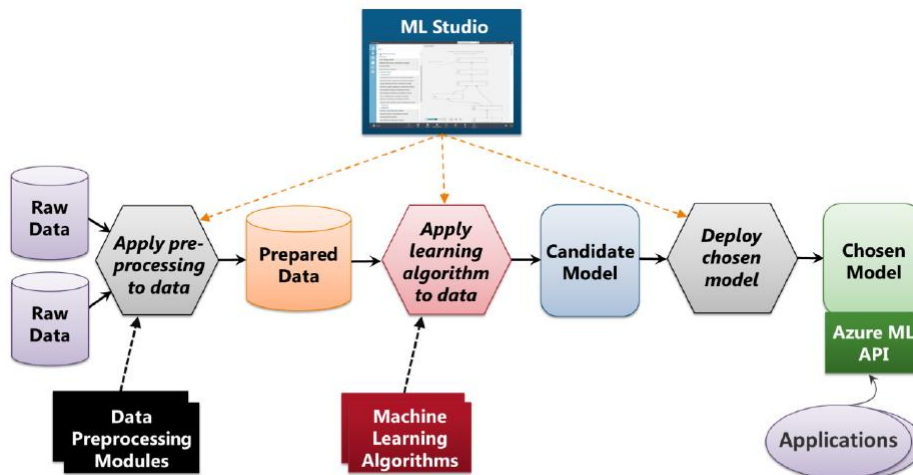 ML Studio
Raw
Data
Raw
Data
Apply pre-
processing
to data
Prepared
Data
Apply
learning
algorithm
to data
Candidate
Model
Deploy
chosen
model
Chosen
Model
Azure ML
API
Data
Preprocessing
Modules
Machine
Learning
Algorithms
Applications